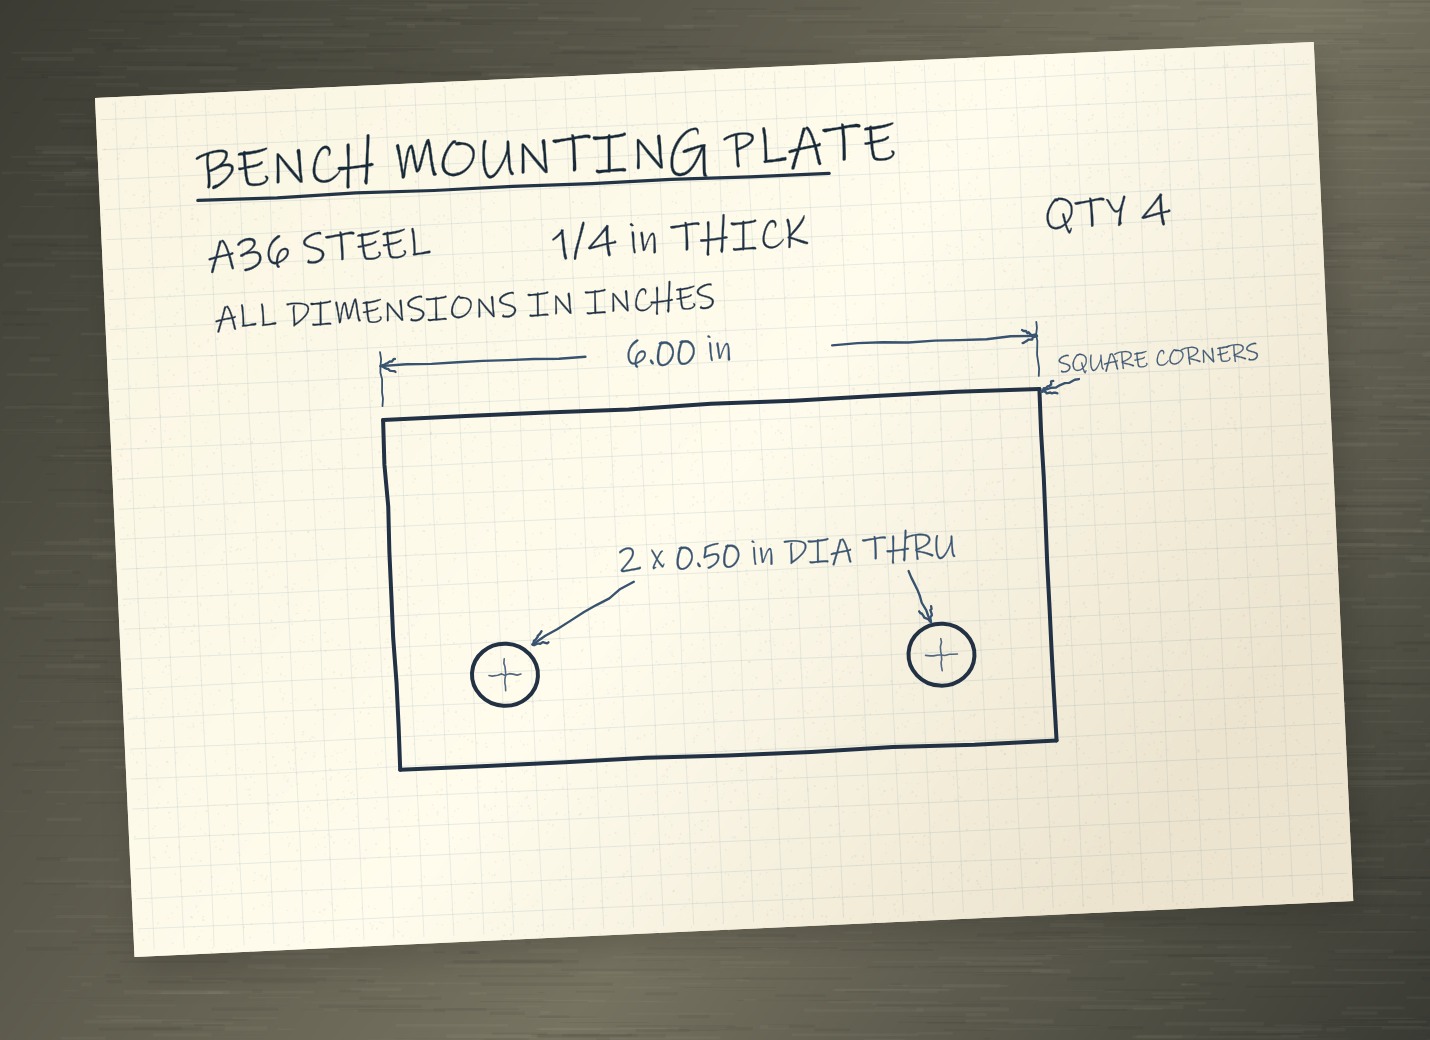 BENCH MOUNTING PLATE
A36 STEEL 1/4 in THICK QTY 4
ALL DIMENSIONS IN INCHES
6.00 in
SQUARE CORNERS
2 x 0.50 in DIA THRU